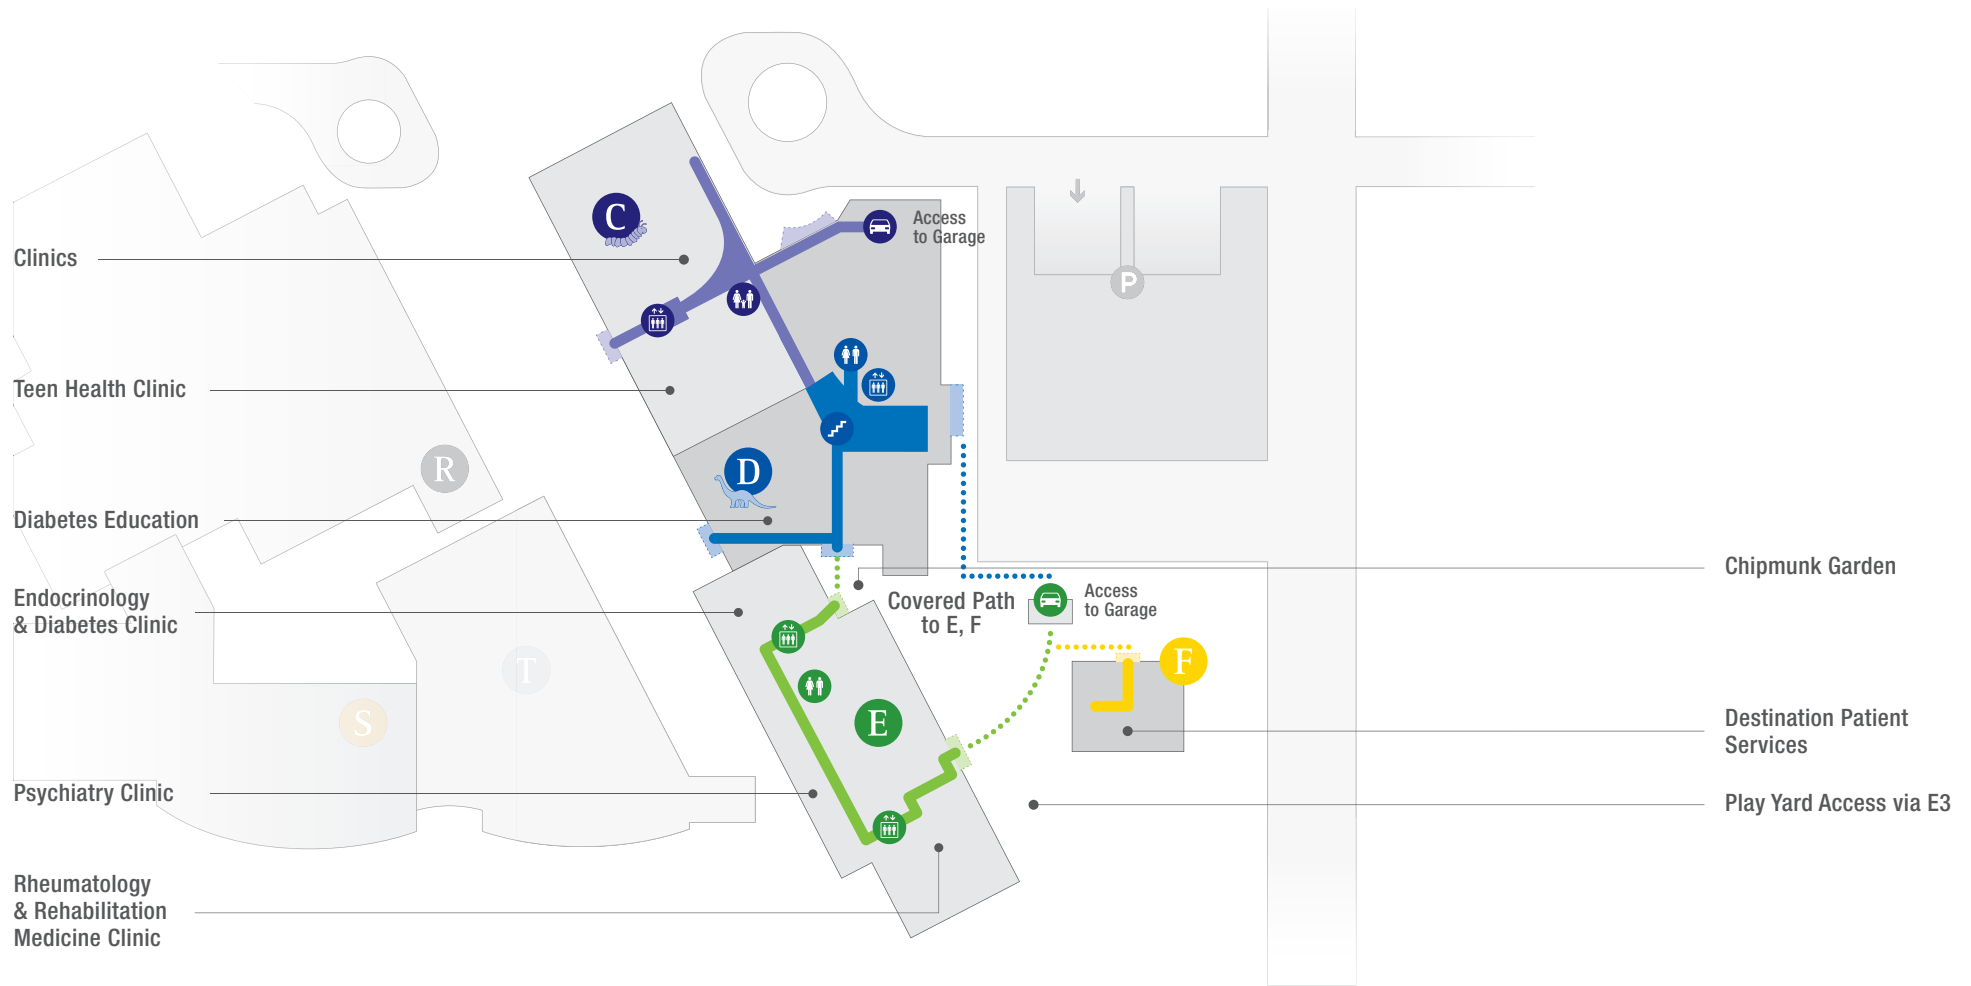 C
Access
to Garage
Clinics
P
Teen Health Clinic
R
D
Diabetes Education
Chipmunk Garden
Endocrinology
& Diabetes Clinic
Covered Path
to E, F
Access
to Garage
T
F
S
E
Destination Patient
Services
Psychiatry Clinic
Play Yard Access via E3
Rheumatology
& Rehabilitation
Medicine Clinic